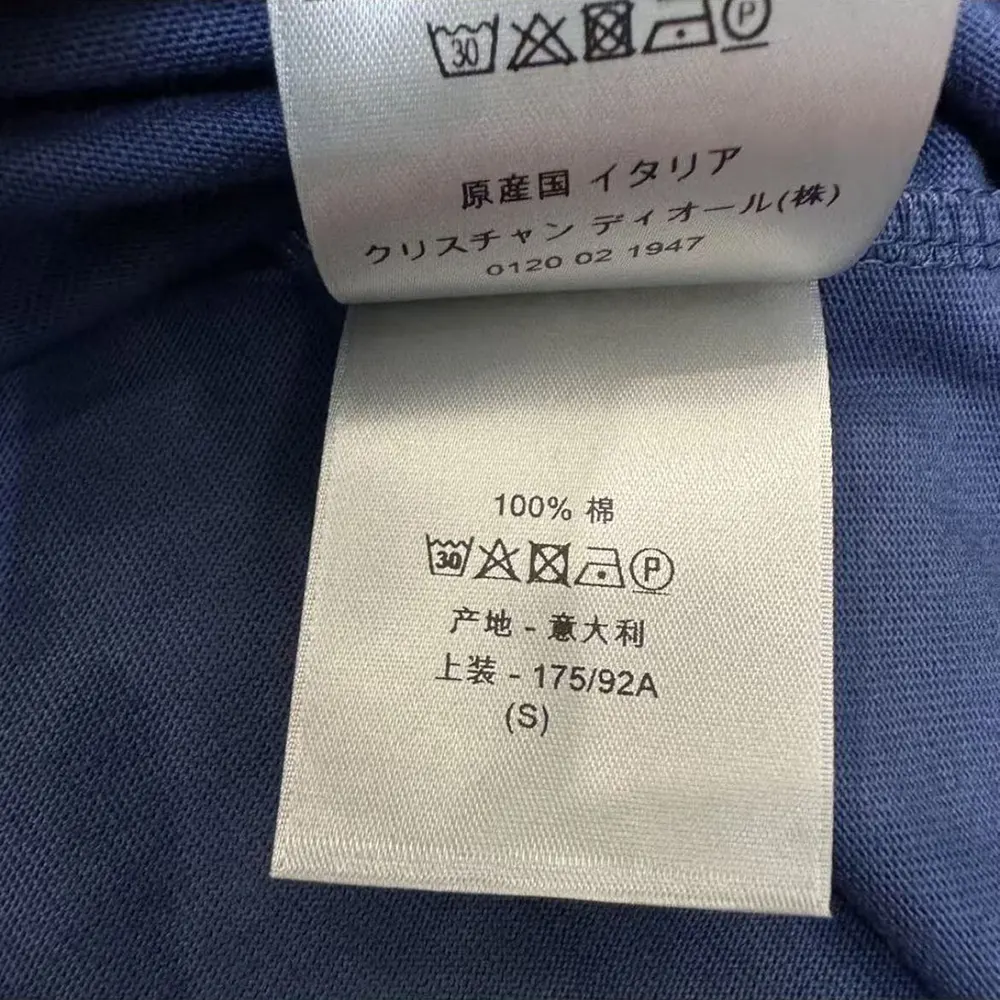 30 P
原産国 イタリア
クリスチャン ディオール(株)
0120 02 1947
100% 棉
30 P
产地 - 意大利
上装 - 175/92A
(S)